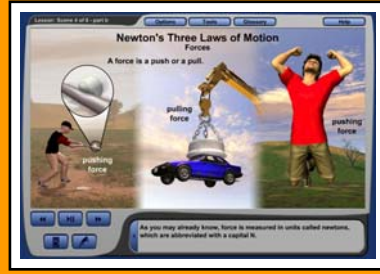 Lesson: Scene 4 of 8 - part b
Options
Tools
Glossary
Help
Newton's Three Laws of Motion
Forces
A force is a push or a pull.
pulling
force
pushing
force
pushing
force
As you may already know, force is measured in units called newtons,
which are abbreviated with a capital N.